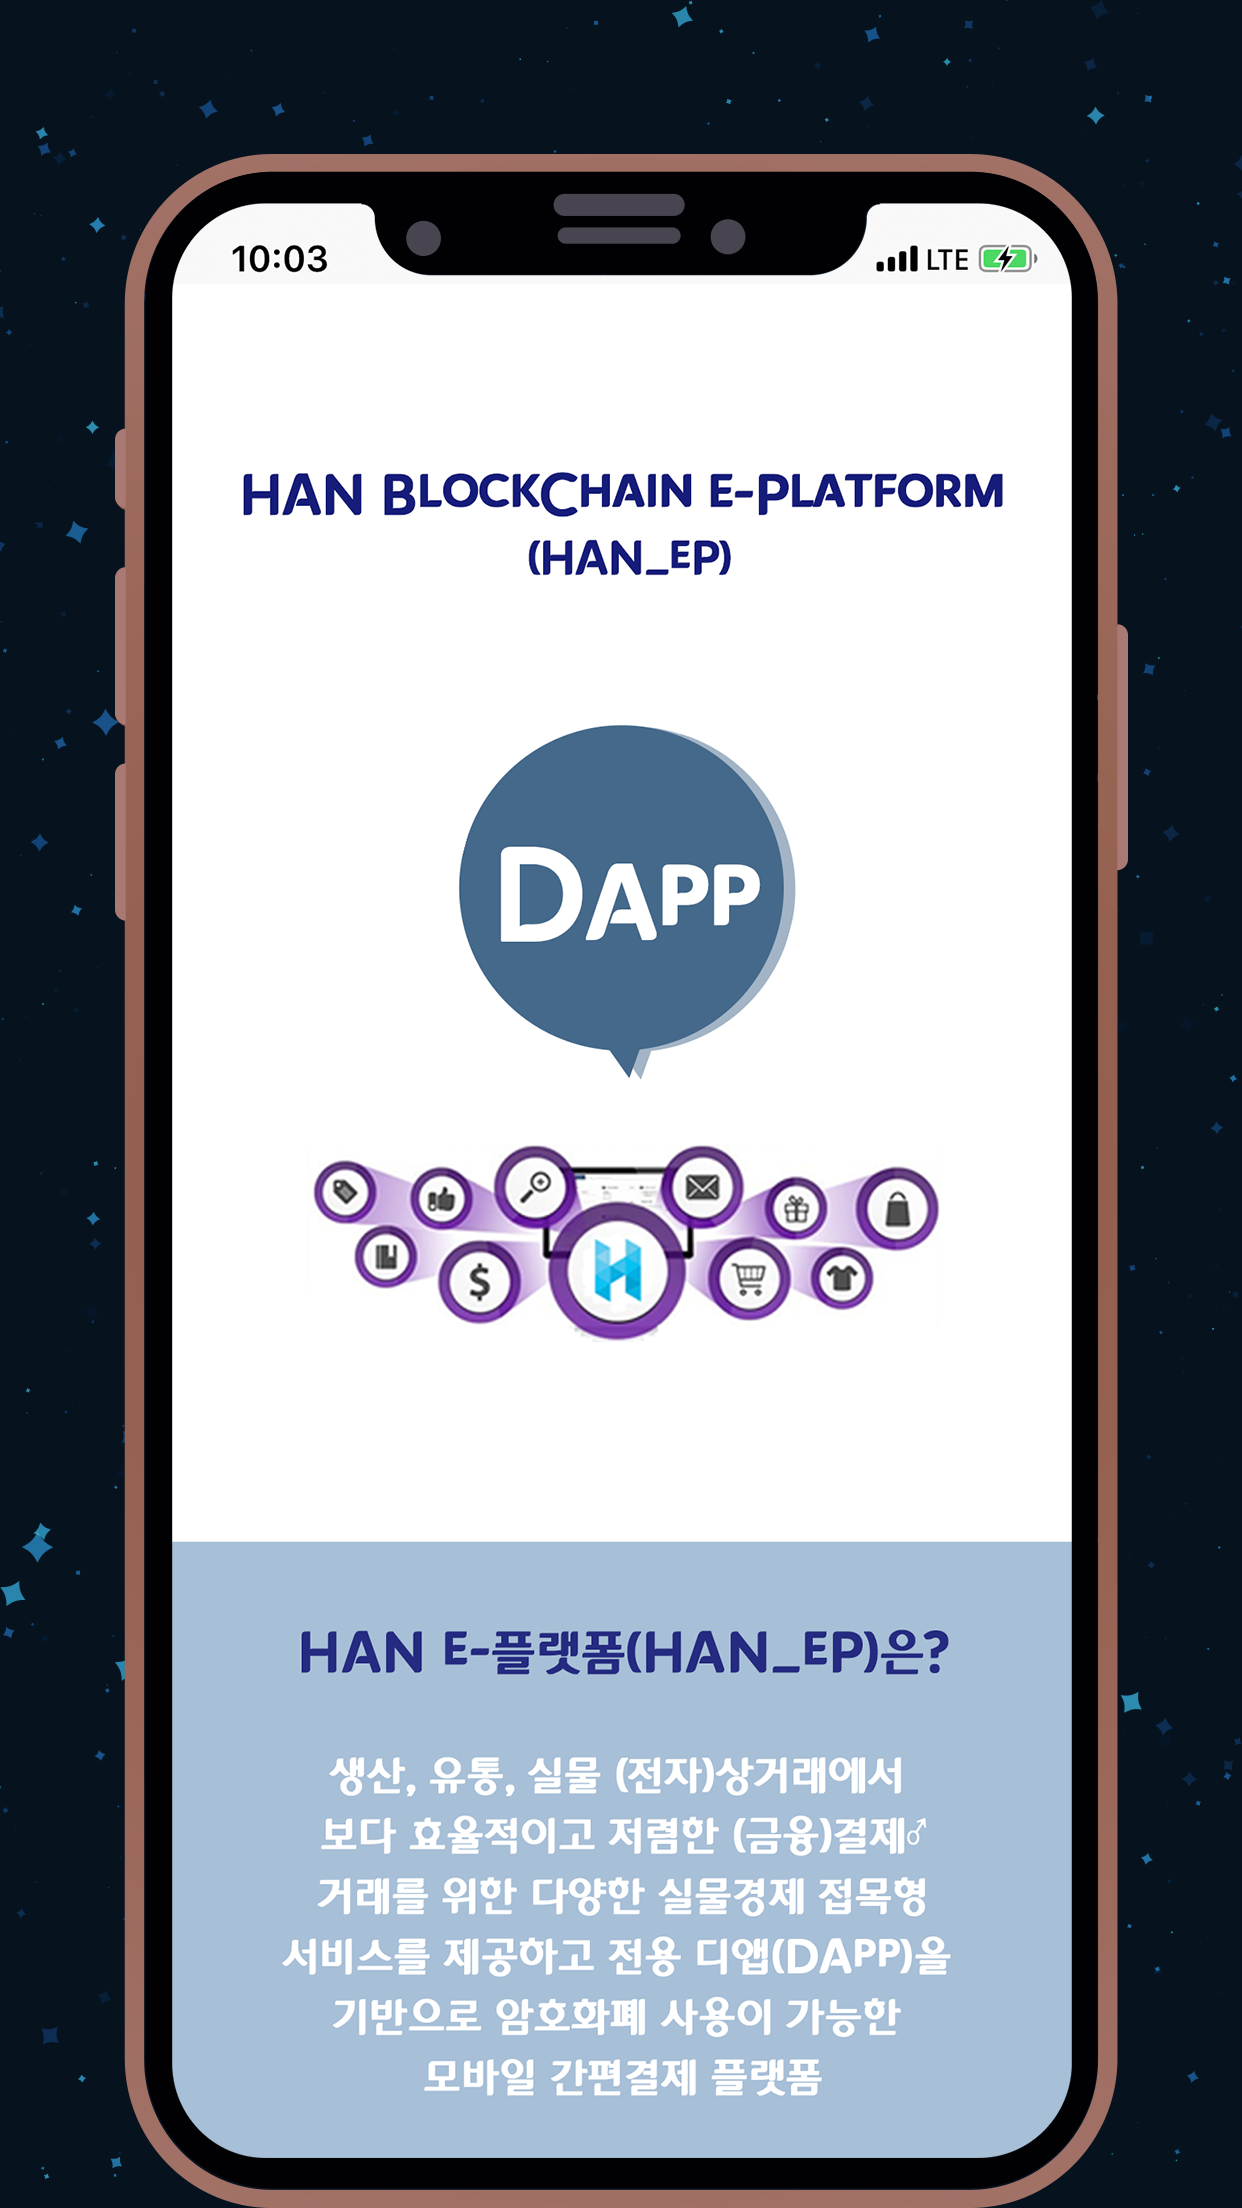 10:03
LTE
HAN BLOCKCHAIN E-PLATFORM
(HAN_EP)
DAPP
$
H
HAN E-플랫폼(HAN_EP)은?
생산, 유통, 실물 (전자)상거래에서
보다 효율적이고 저렴한 (금융)결제♂
거래를 위한 다양한 실물경제 접목형
서비스를 제공하고 전용 디앱(DAPP)을
기반으로 암호화폐 사용이 가능한
모바일 간편결제 플랫폼